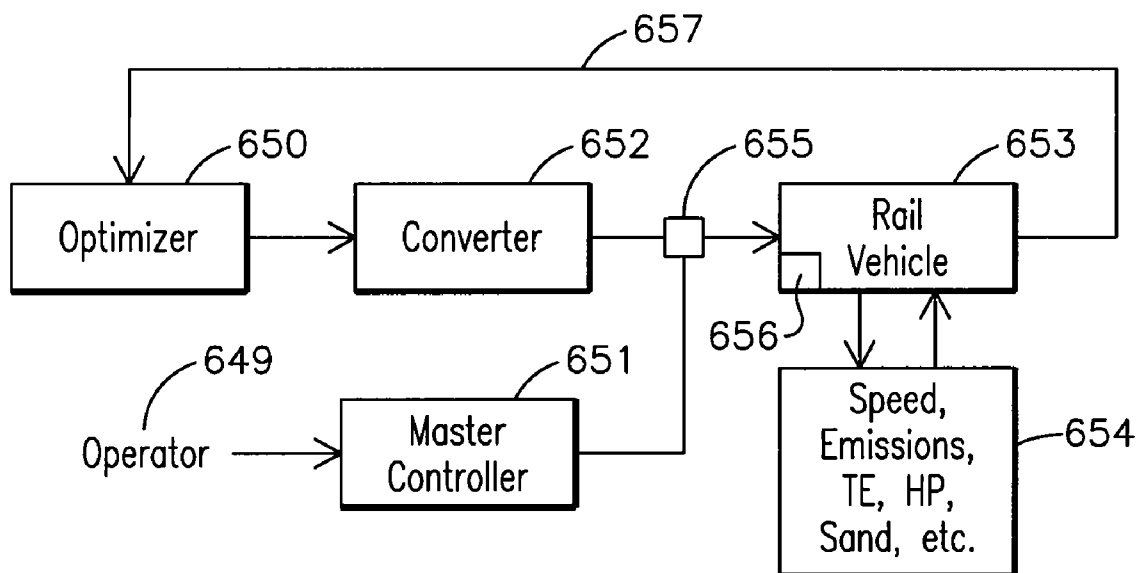 657
650
652
655
653
Optimizer
Converter
Rail
Vehicle
656
649
651
Operator
Master
Controller
Speed,
Emissions,
TE, HP,
Sand, etc.
654